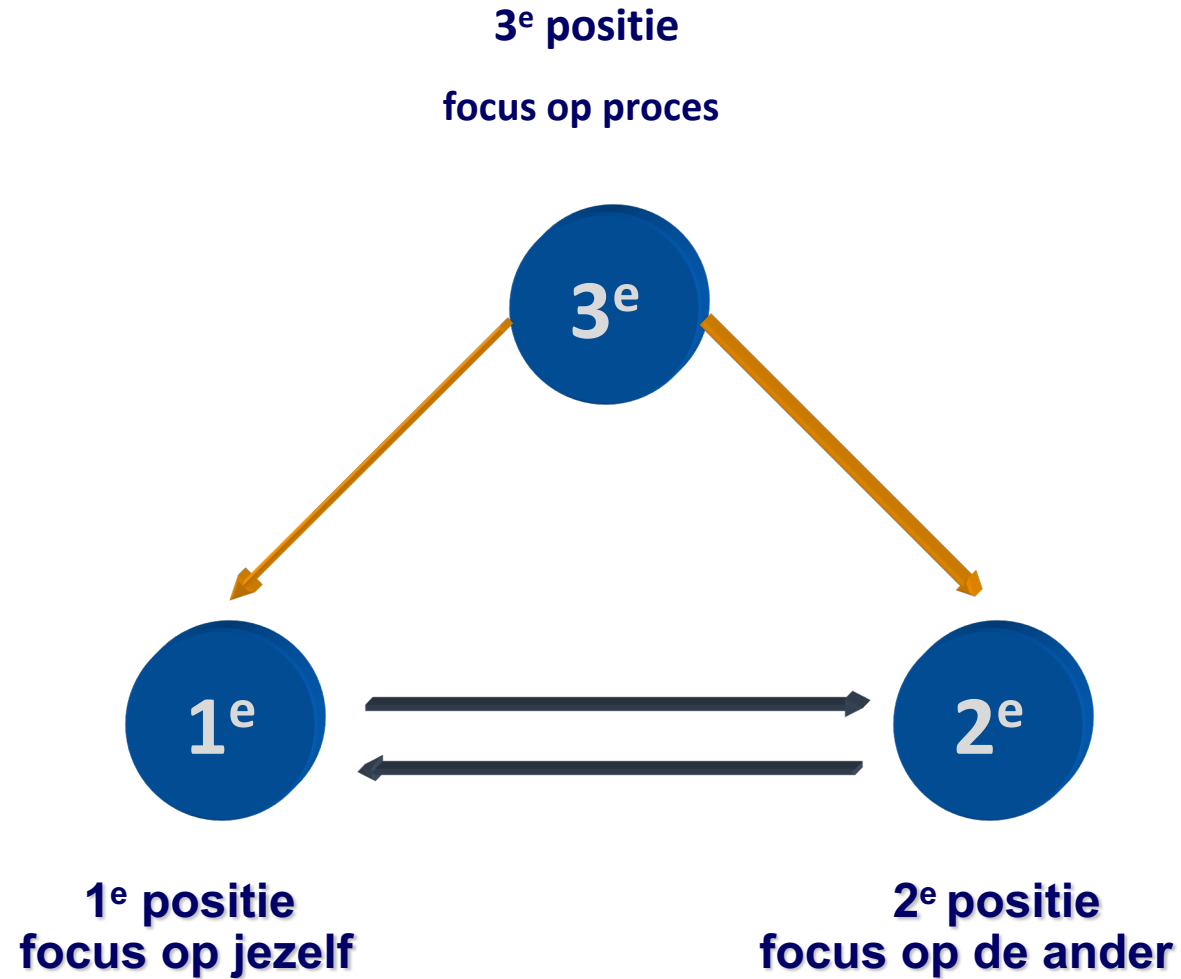 3ᵉ positie
focus op proces
3ᵉ
1ᵉ
2ᵉ
1ᵉ positie
focus op jezelf
2ᵉ positie
focus op de ander